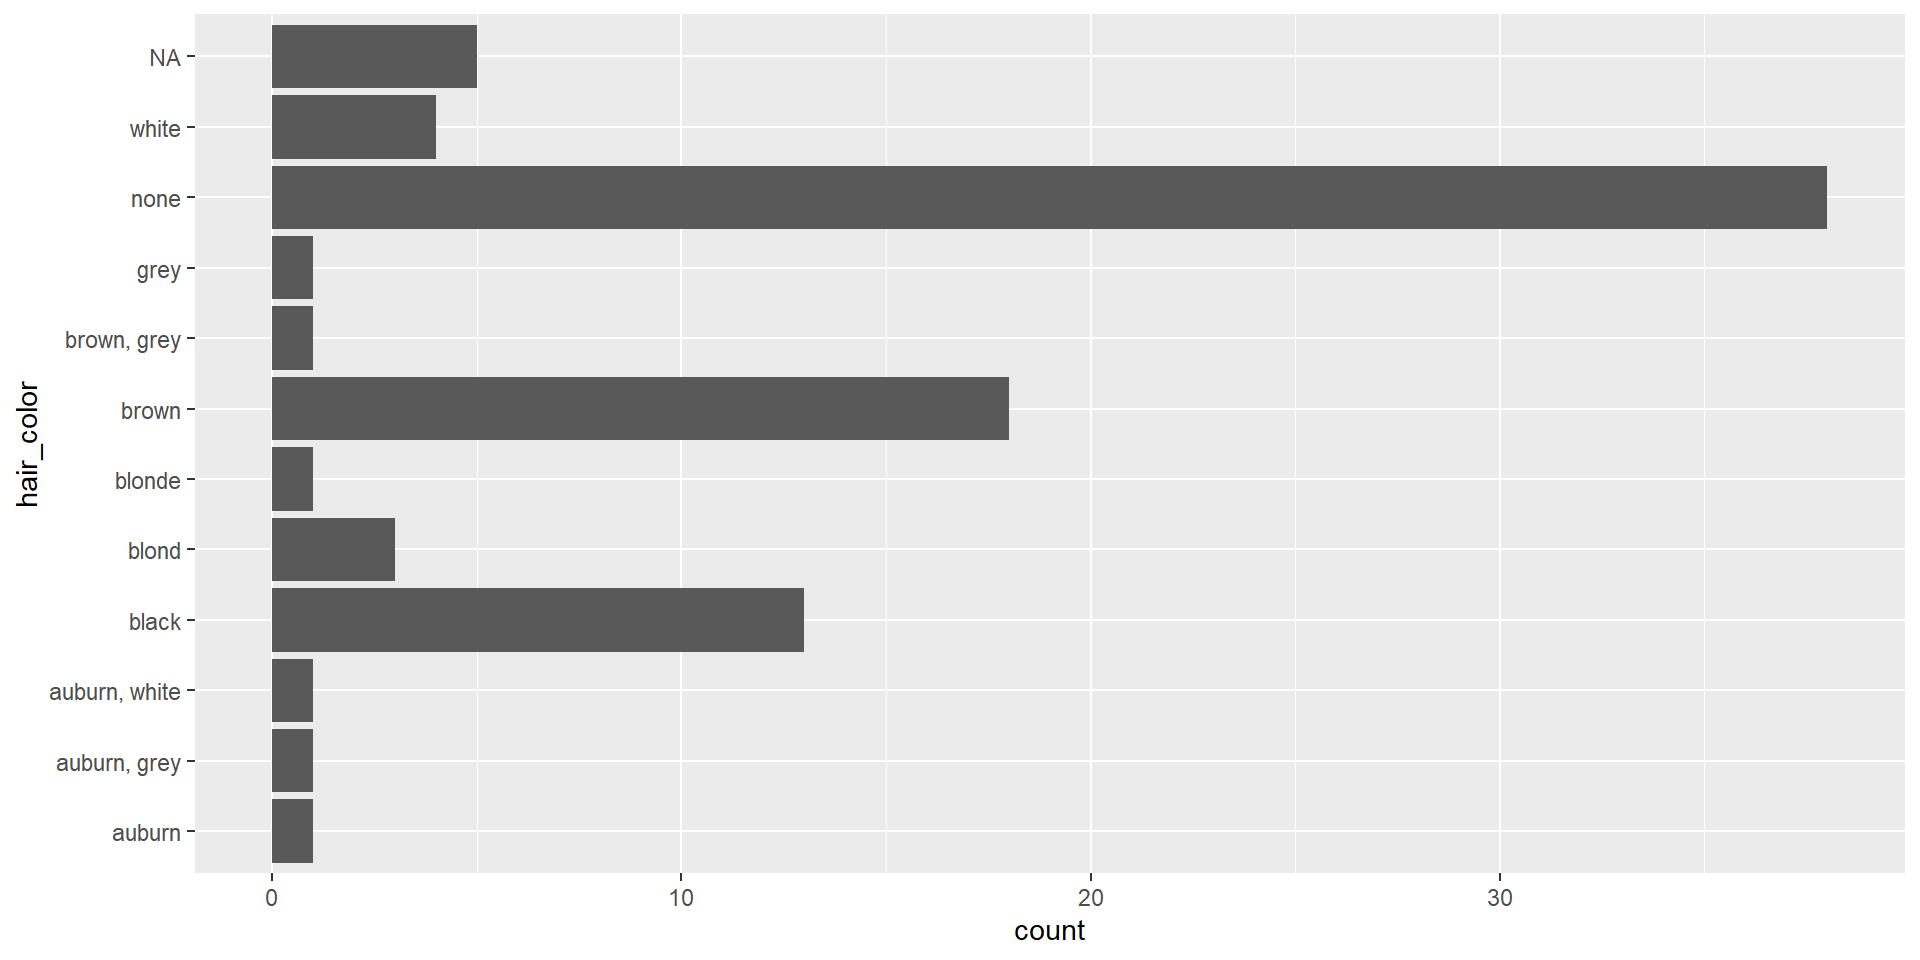 NA
white
none
grey
brown, grey
brown
blonde
blond
black
auburn, white
auburn, grey
auburn
hair_color
0 10 20 30
count